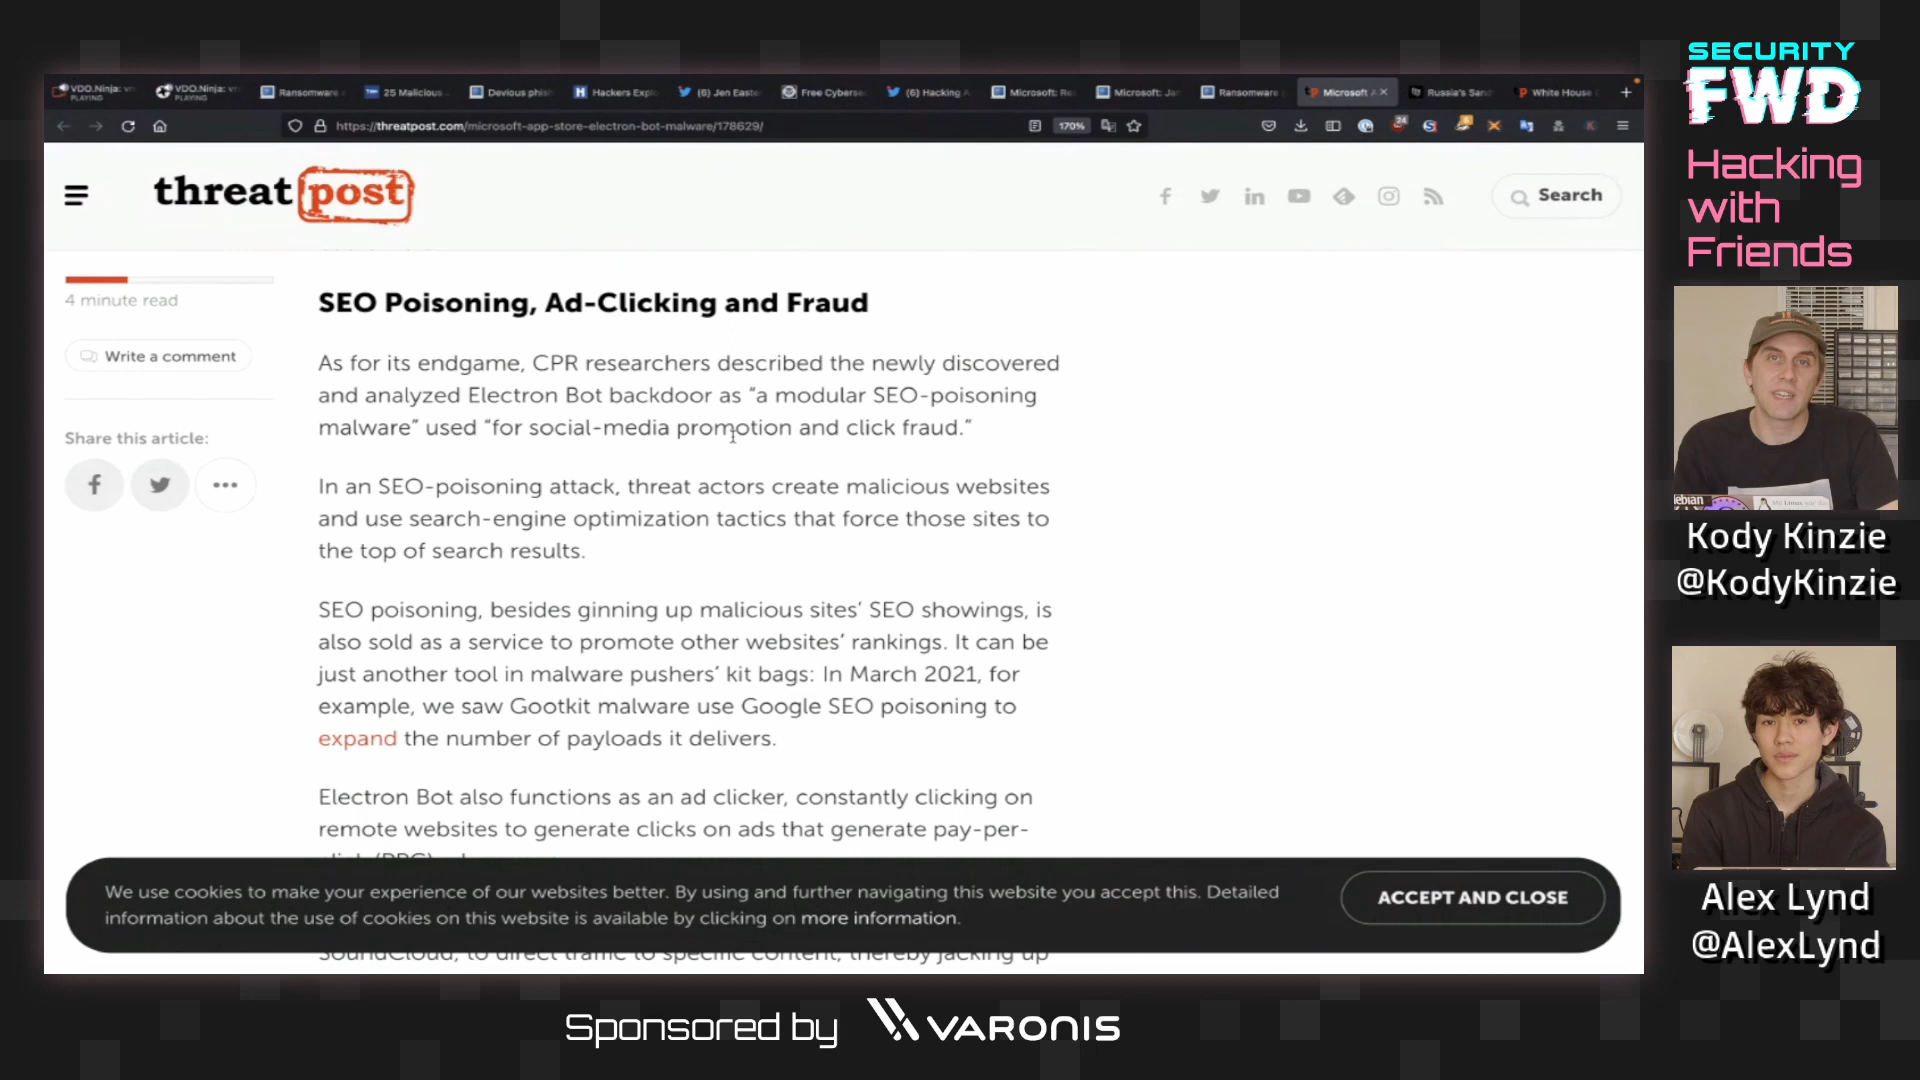 VDO.Ninja: vr
PLAYING
VDO.Ninja: vr
PLAYING
Ransomware
25 Malicious
Devious phish
Hackers Explo
(6) Jen Easte
Free Cyberse
(6) Hacking A
Microsoft: Re
Microsoft: Ja
Ransomware
Microsoft A
Russia's Sand
White House
https://threatpost.com/microsoft-app-store-electron-bot-malware/178629/
170%
24
threatpost
Search
4 minute read
Write a comment
Share this article:
SEO Poisoning, Ad-Clicking and Fraud
As for its endgame, CPR researchers described the newly discovered
and analyzed Electron Bot backdoor as “a modular SEO-poisoning
malware” used “for social-media promotion and click fraud.”
In an SEO-poisoning attack, threat actors create malicious websites
and use search-engine optimization tactics that force those sites to
the top of search results.
SEO poisoning, besides ginning up malicious sites’ SEO showings, is
also sold as a service to promote other websites’ rankings. It can be
just another tool in malware pushers’ kit bags: In March 2021, for
example, we saw Gootkit malware use Google SEO poisoning to
expand the number of payloads it delivers.
Electron Bot also functions as an ad clicker, constantly clicking on
remote websites to generate clicks on ads that generate pay-per-
We use cookies to make your experience of our websites better. By using and further navigating this website you accept this. Detailed
information about the use of cookies on this website is available by clicking on more information.
ACCEPT AND CLOSE
SoundCloud, to direct traffic to specific content, thereby jacking up
SECURITY
FWD
Hacking
with
Friends
Kody Kinzie
@KodyKinzie
Alex Lynd
@AlexLynd
Sponsored by VARONIS